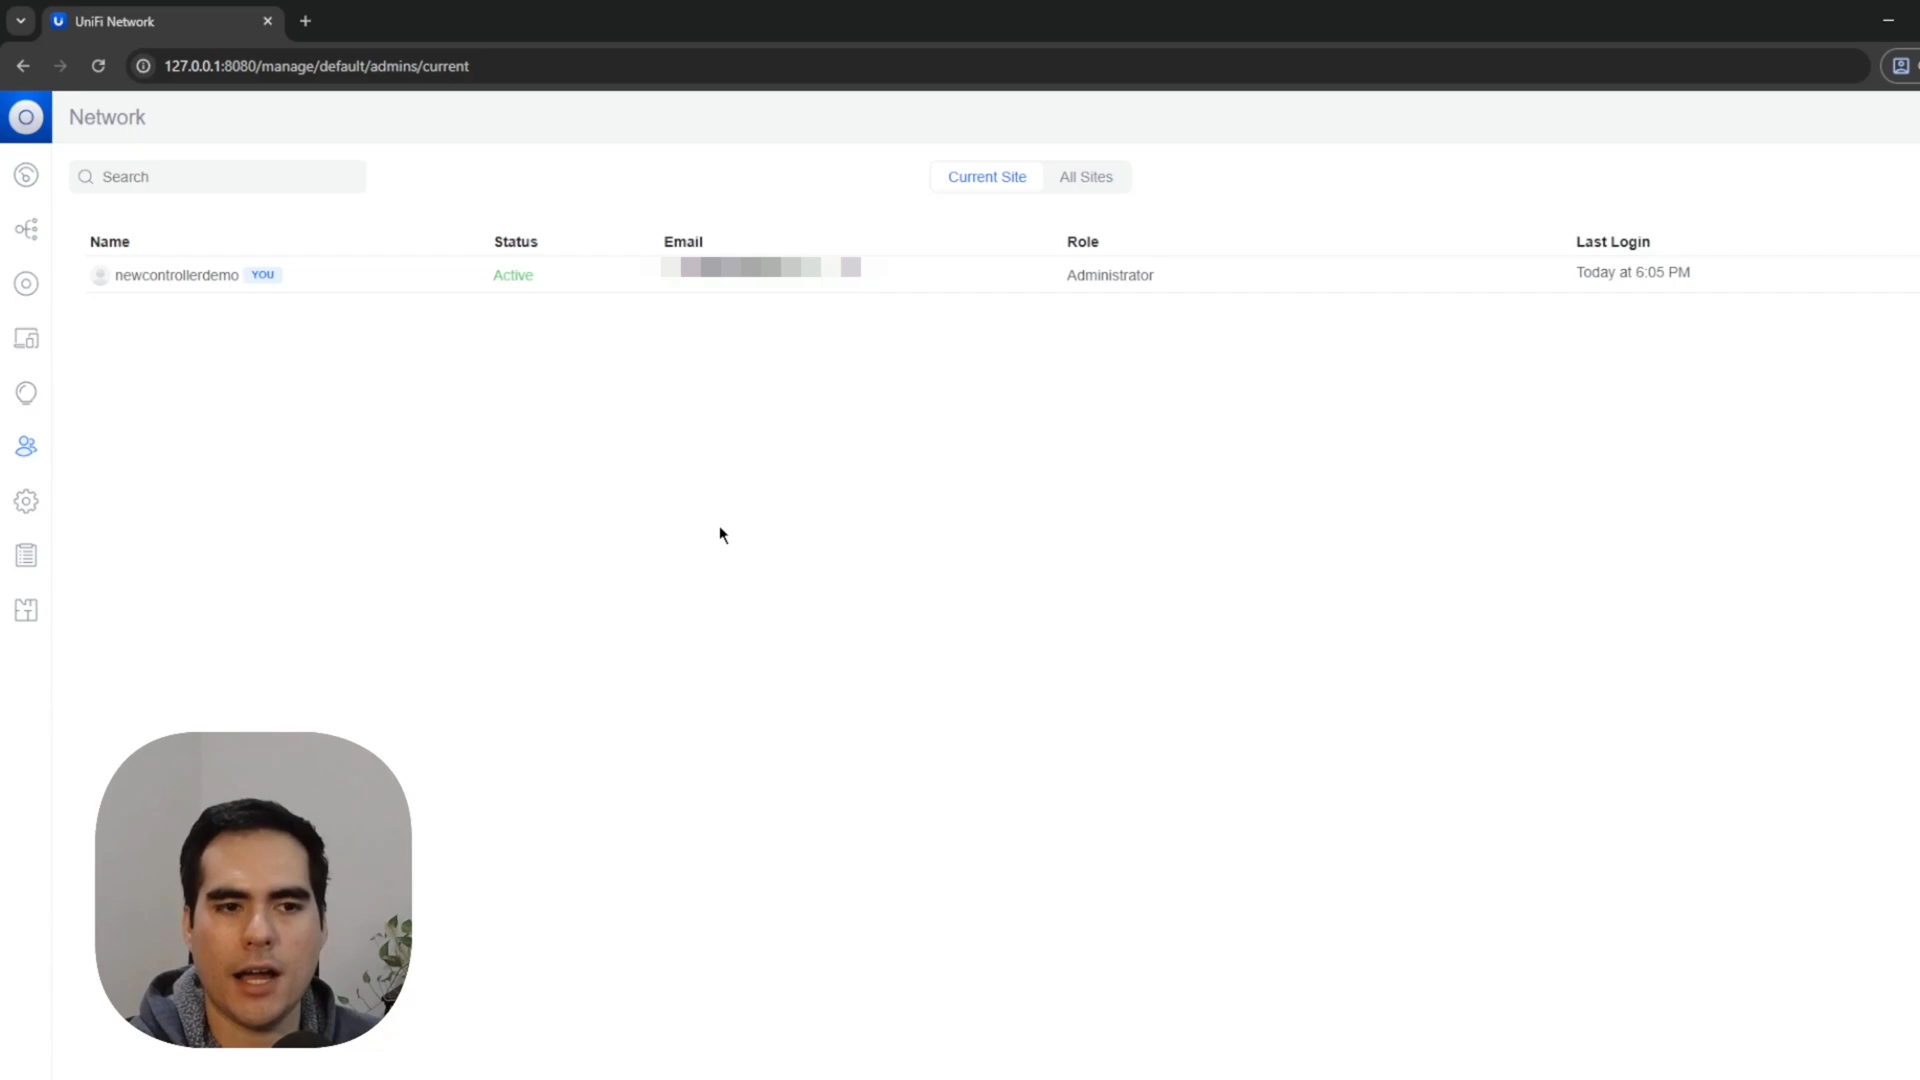 UniFi Network
127.0.0.1:8080/manage/default/admins/current
Network
Search
Current Site All Sites
Name Status Email Role Last Login
newcontrollerdemo YOU Active Administrator Today at 6:05 PM